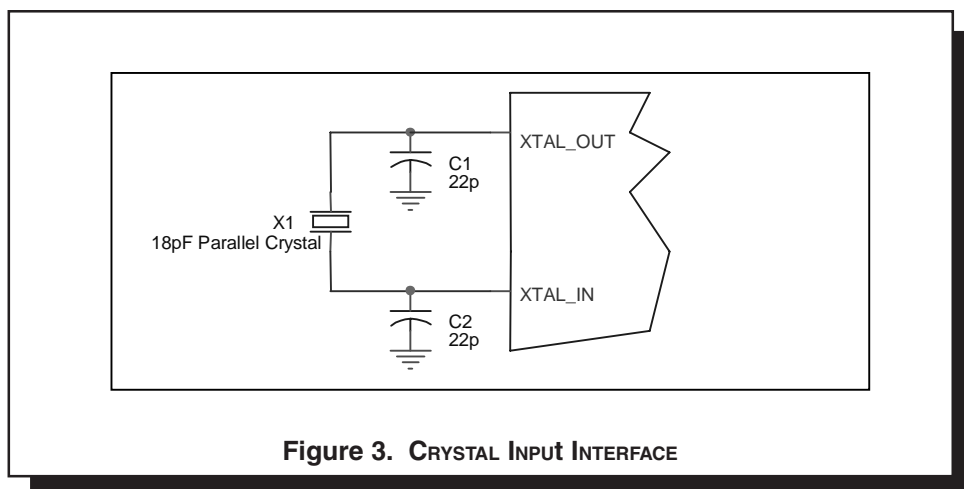 XTAL_OUT
C1
22p
X1
18pF Parallel Crystal
XTAL_IN
C2
22p
Figure 3. CRYSTAL INPUt INTERFACE